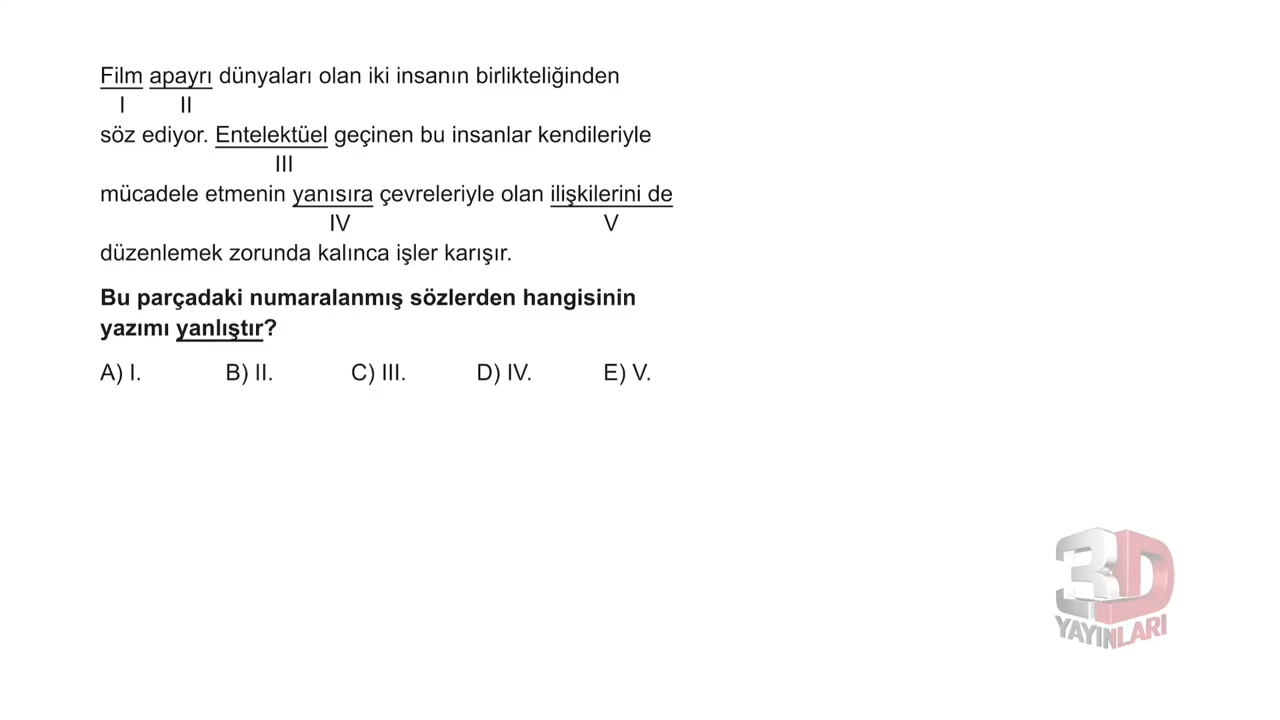 Film apayrı dünyaları olan iki insanın birlikteliğinden
I II
söz ediyor. Entelektüel geçinen bu insanlar kendileriyle
III
mücadele etmenin yanısıra çevreleriyle olan ilişkilerini de
IV V
düzenlemek zorunda kalınca işler karışır.
Bu parçadaki numaralanmış sözlerden hangisinin
yazımı yanlıştır?
A) I. B) II. C) III. D) IV. E) V.
3D
YAYINLARI